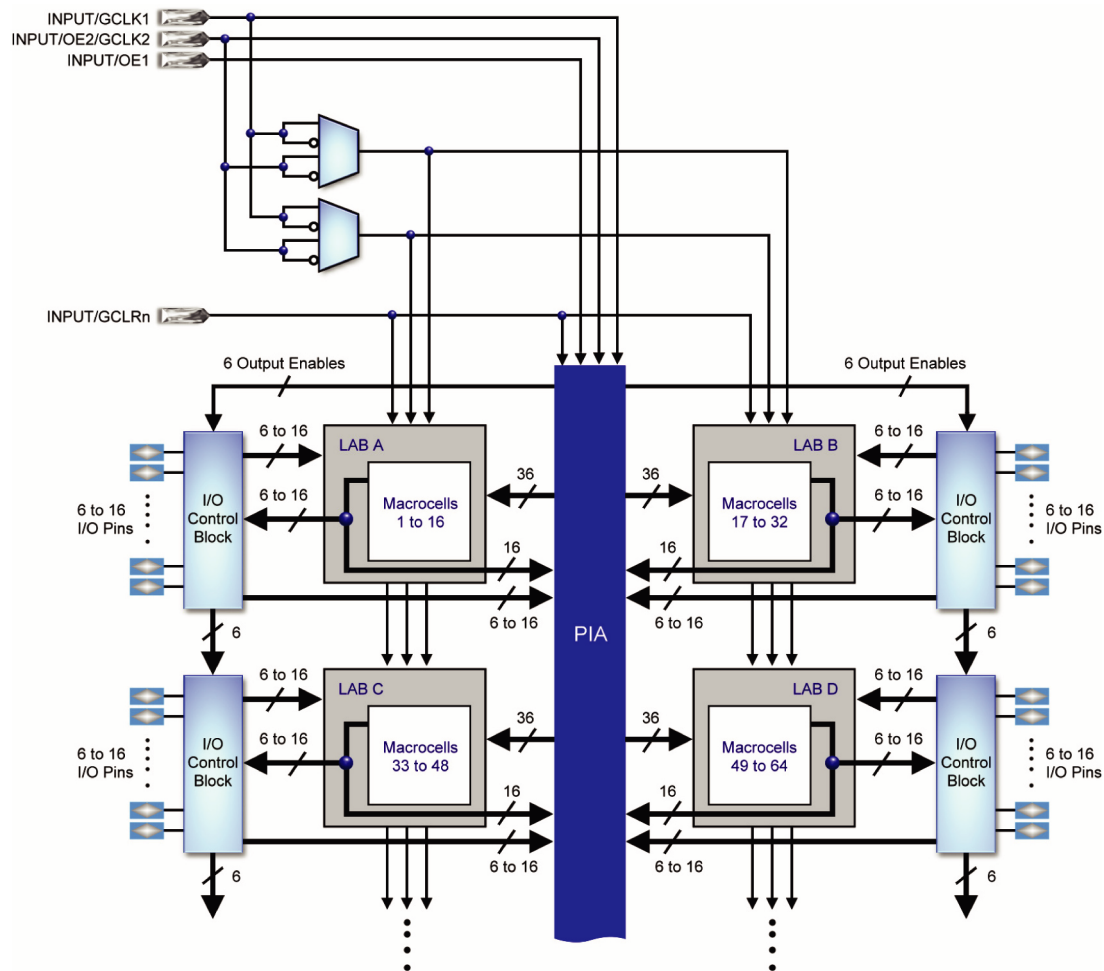 INPUT/GCLK1
INPUT/OE2/GCLK2
INPUT/OE1
INPUT/GCLRn
6 Output Enables
6 Output Enables
6 to 16
LAB A
LAB B
6 to 16
I/O
Control
Block
6 to 16
Macrocells
1 to 16
36
36
Macrocells
17 to 32
6 to 16
I/O
Control
Block
6 to 16
I/O Pins
6 to 16
I/O Pins
16
16
6 to 16
6 to 16
PIA
6
6
6 to 16
LAB C
LAB D
6 to 16
I/O
Control
Block
6 to 16
Macrocells
33 to 48
36
36
Macrocells
49 to 64
6 to 16
I/O
Control
Block
6 to 16
I/O Pins
6 to 16
I/O Pins
16
16
6 to 16
6 to 16
6
6